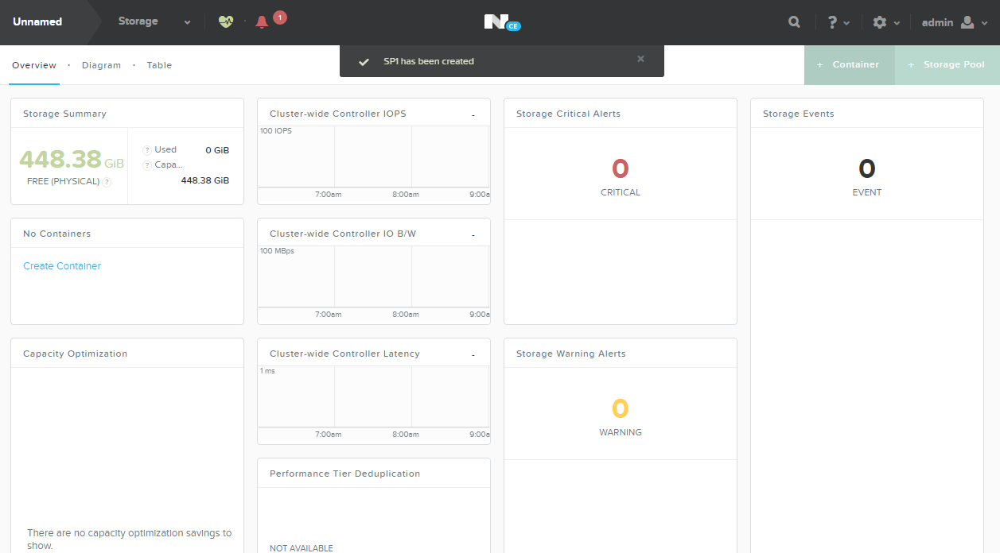 Unnamed
Storage
1
N CE
?
admin
Overview · Diagram · Table
SP1 has been created
+ Container
+ Storage Pool
Storage Summary
448.38 GiB
FREE (PHYSICAL) ?
? Used 0 GiB
? Capa...
448.38 GiB
No Containers
Create Container
Capacity Optimization
There are no capacity optimization savings to
show.
Cluster-wide Controller IOPS -
100 IOPS
7:00am 8:00am 9:00a
Cluster-wide Controller IO B/W -
100 MBps
7:00am 8:00am 9:00a
Cluster-wide Controller Latency -
1 ms
7:00am 8:00am 9:00a
Performance Tier Deduplication
NOT AVAILABLE
Storage Critical Alerts
0
CRITICAL
Storage Warning Alerts
0
WARNING
Storage Events
0
EVENT